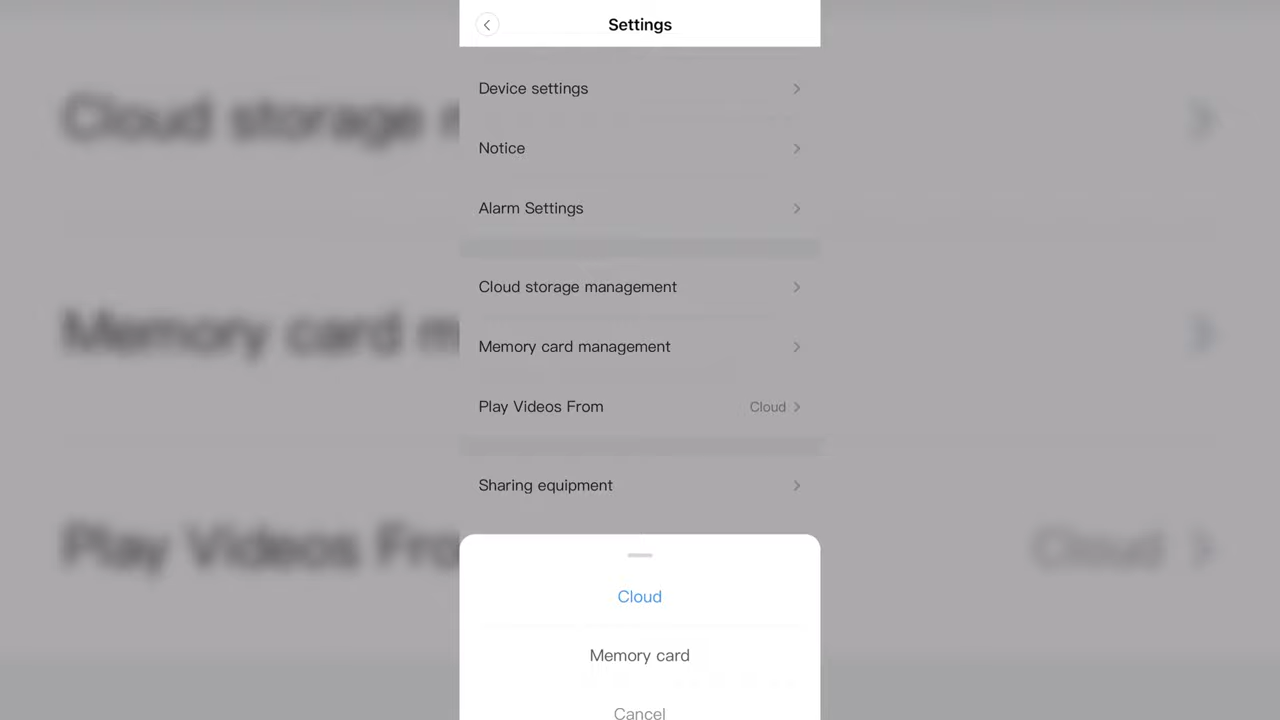 Settings
Device settings
Notice
Alarm Settings
Cloud storage management
Memory card management
Play Videos From Cloud
Sharing equipment
Cloud
Memory card
Cancel
Cloud storage
Memory card
Play Videos
Cloud